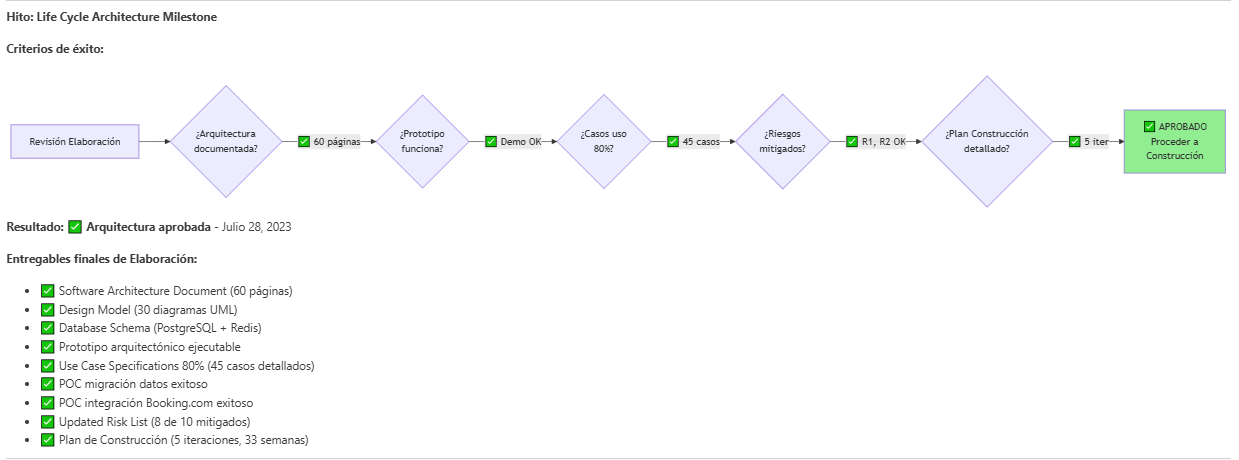 Hito: Life Cycle Architecture Milestone
Criterios de éxito:
Revisión Elaboración
¿Arquitectura
documentada?
✅ 60 páginas
¿Prototipo
funciona?
✅ Demo OK
¿Casos uso
80%?
✅ 45 casos
¿Riesgos
mitigados?
✅ R1, R2 OK
¿Plan Construcción
detallado?
✅ 5 iter
✅ APROBADO
Proceder a
Construcción
Resultado: ✅ Arquitectura aprobada - Julio 28, 2023
Entregables finales de Elaboración:
• ✅ Software Architecture Document (60 páginas)
• ✅ Design Model (30 diagramas UML)
• ✅ Database Schema (PostgreSQL + Redis)
• ✅ Prototipo arquitectónico ejecutable
• ✅ Use Case Specifications 80% (45 casos detallados)
• ✅ POC migración datos exitoso
• ✅ POC integración Booking.com exitoso
• ✅ Updated Risk List (8 de 10 mitigados)
• ✅ Plan de Construcción (5 iteraciones, 33 semanas)